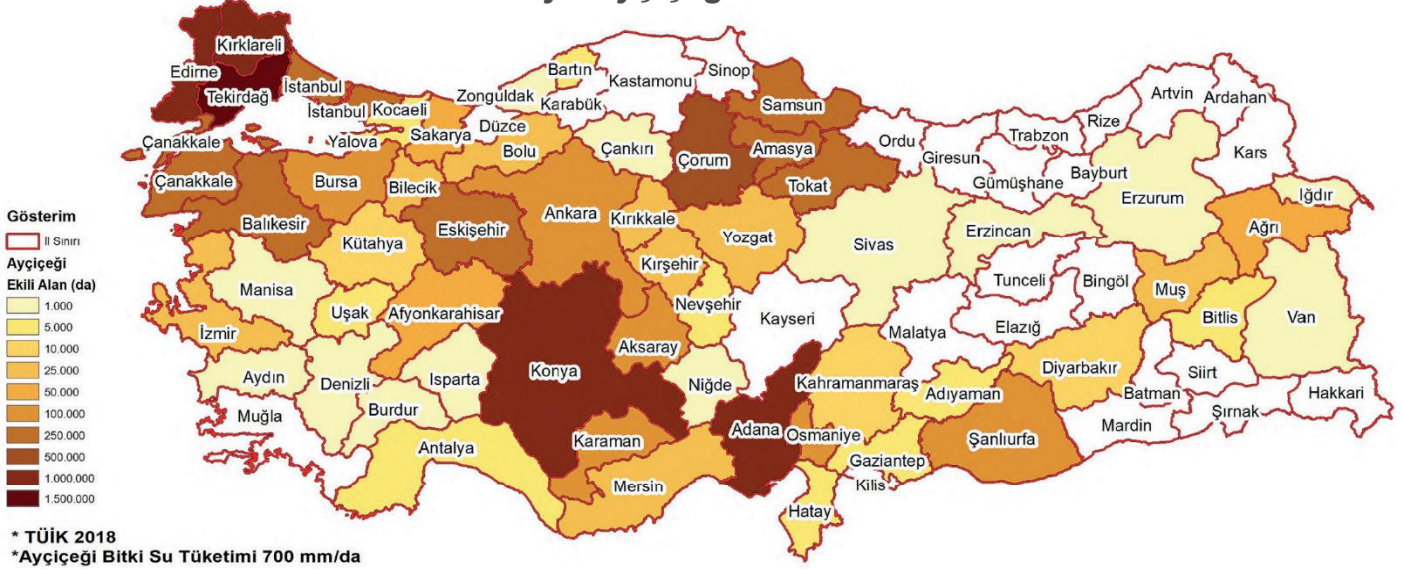 Kırklareli
Edirne
Tekirdağ
İstanbul
İstanbul
Kocaeli
Yalova
Sakarya
Düzce
Zonguldak
Bartın
Karabük
Kastamonu
Sinop
Samsun
Çankırı
Çorum
Amasya
Tokat
Ordu
Giresun
Gümüşhane
Trabzon
Rize
Bayburt
Artvin
Ardahan
Kars
Erzurum
Iğdır
Ağrı
Çanakkale
Çanakkale
Balıkesir
Bursa
Bilecik
Bolu
Eskişehir
Ankara
Kırıkkale
Yozgat
Sivas
Erzincan
Kütahya
Kırşehir
Nevşehir
Kayseri
Malatya
Tunceli
Bingöl
Elazığ
Muş
Bitlis
Van
Manisa
Uşak
Afyonkarahisar
İzmir
Aydın
Denizli
Isparta
Burdur
Muğla
Antalya
Konya
Aksaray
Niğde
Karaman
Mersin
Adana
Osmaniye
Kahramanmaraş
Adıyaman
Gaziantep
Kilis
Hatay
Şanlıurfa
Diyarbakır
Batman
Mardin
Siirt
Şırnak
Hakkari
Gösterim
İl Sınırı
Ayçiçeği
Ekili Alan (da)
1.000
5.000
10.000
25.000
50.000
100.000
250.000
500.000
1.000.000
1.500.000
* TÜİK 2018
*Ayçiçeği Bitki Su Tüketimi 700 mm/da